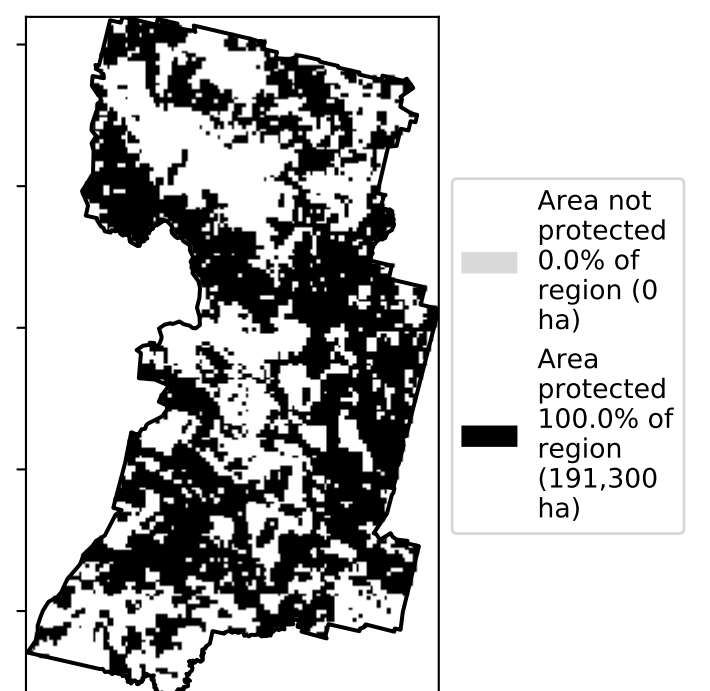 Area not
protected
0.0% of
region (0
ha)
Area
protected
100.0% of
region
(191,300
ha)